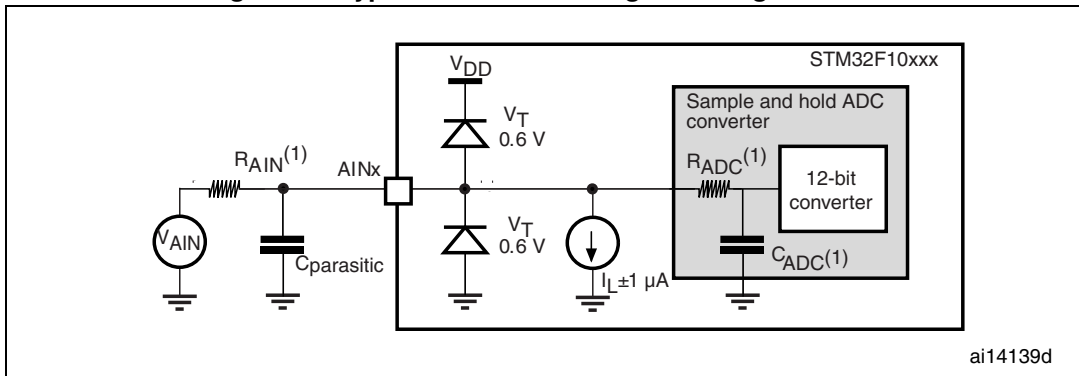 STM32F10xxx
VDD
Sample and hold ADC
converter
VT
0.6 V
RAIN(1)
AINx
RADC(1)
12-bit
converter
VAIN
Cparasitic
VT
0.6 V
IL±1 µA
CADC(1)
ai14139d